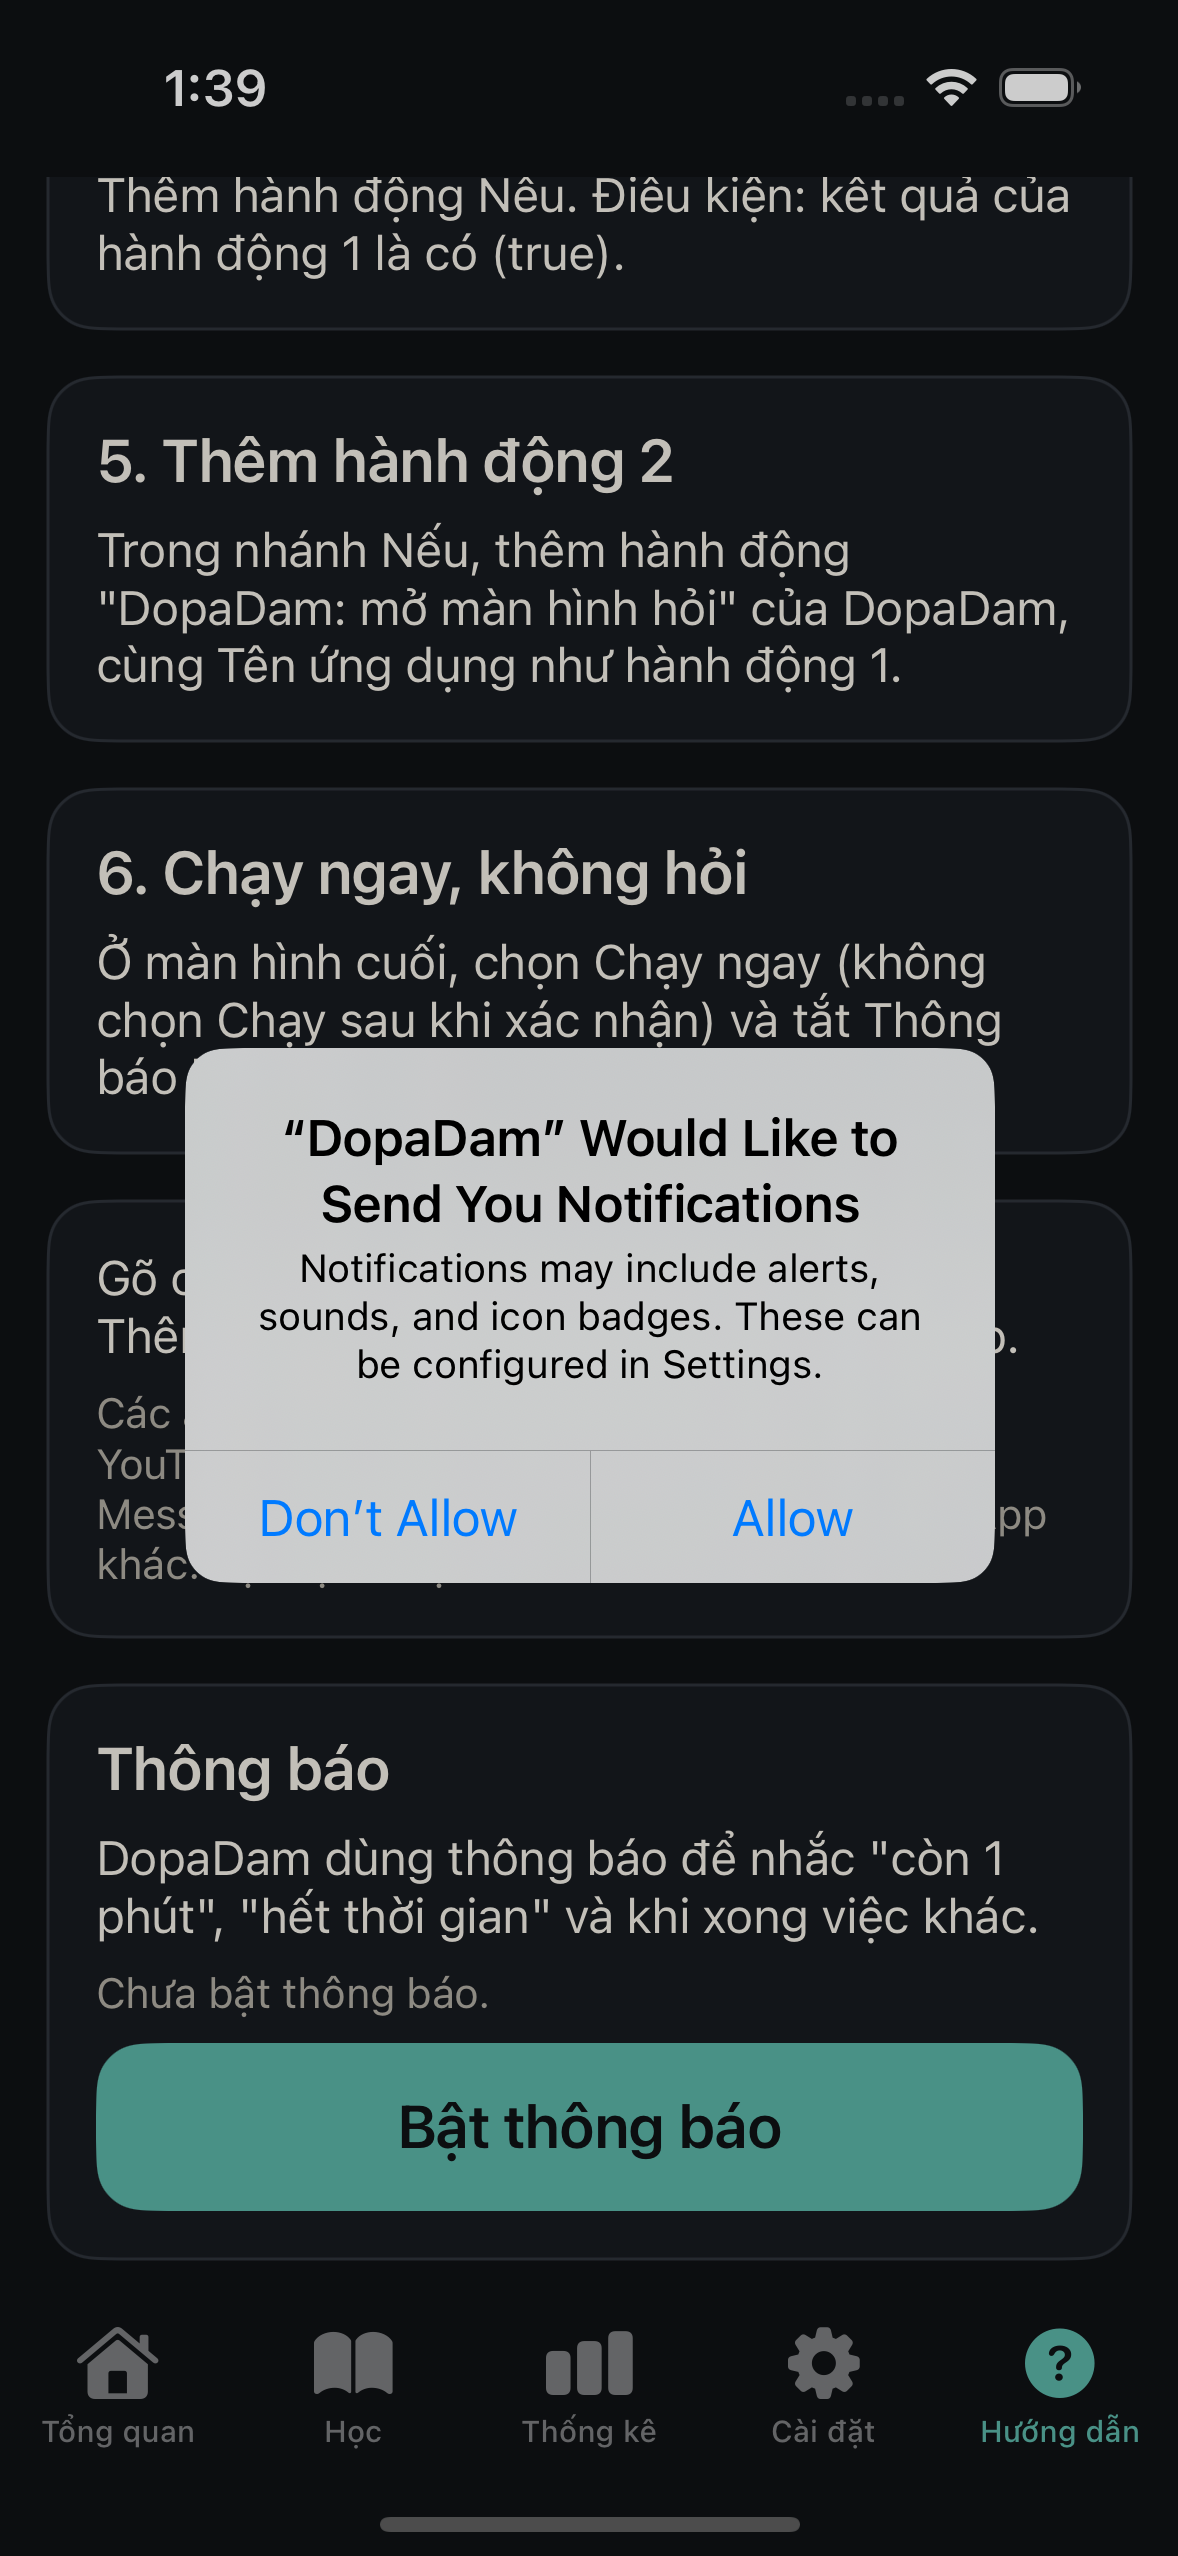 1:39
Thêm hành động Nếu. Điều kiện: kết quả của
hành động 1 là có (true).
5. Thêm hành động 2
Trong nhánh Nếu, thêm hành động
"DopaDam: mở màn hình hỏi" của DopaDam,
cùng Tên ứng dụng như hành động 1.
6. Chạy ngay, không hỏi
Ở màn hình cuối, chọn Chạy ngay (không
chọn Chạy sau khi xác nhận) và tắt Thông
báo
“DopaDam” Would Like to
Send You Notifications
Notifications may include alerts,
sounds, and icon badges. These can
be configured in Settings.
Don’t Allow
Allow
Gõ
Các
khác.
Thông báo
DopaDam dùng thông báo để nhắc "còn 1
phút", "hết thời gian" và khi xong việc khác.
Chưa bật thông báo.
Bật thông báo
Tổng quan
Học
Thống kê
Cài đặt
Hướng dẫn